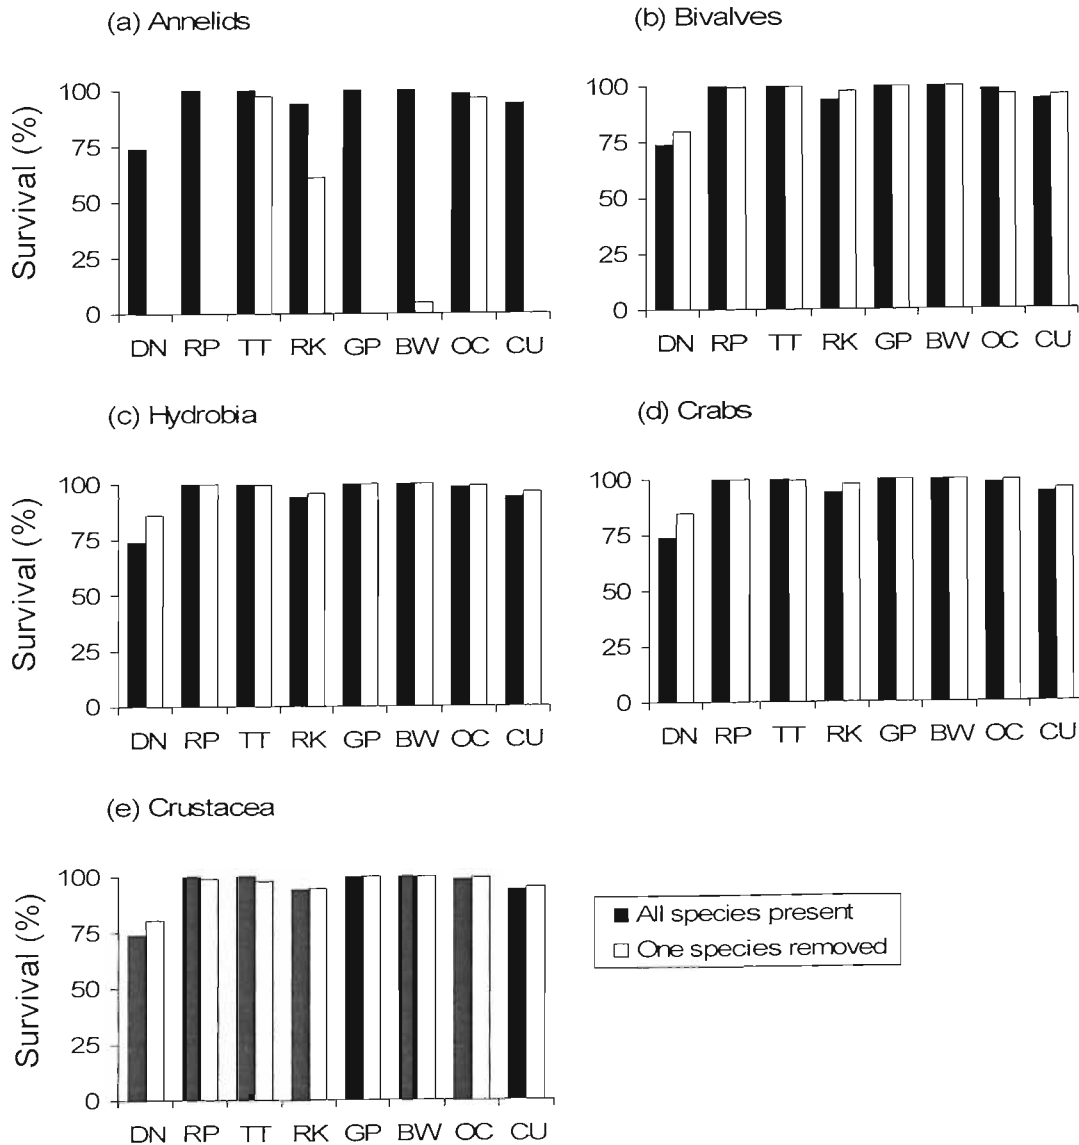 (a) Annelids
Survival (%)
100
75
50
25
0
DN RP TT RK GP BW OC CU
(b) Bivalves
100
75
50
25
0
DN RP TT RK GP BW OC CU
(c) Hydrobia
Survival (%)
100
75
50
25
0
DN RP TT RK GP BW OC CU
(d) Crabs
100
75
50
25
0
DN RP TT RK GP BW OC CU
(e) Crustacea
Survival (%)
100
75
50
25
0
DN RP TT RK GP BW OC CU
All species present
One species removed